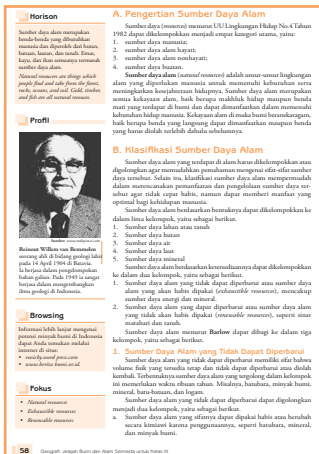 Horison
Sumber daya alam merupakan
benda-benda yang dibutuhkan
manusia dan diperoleh dari hutan,
batuan, lautan, dan tanah. Emas,
kayu, dan ikan semuanya termasuk
sumber daya alam.
Natural resources are things which
people find and take from the forests,
rocks, oceans, and soil. Gold, timber,
and fish are all natural resources.
Profil
Sumber: www.
Reinout Willem van Bemmelen
seorang ahli di bidang geologi lahir
pada 14 April 1904 di Batavia.
Ia berjasa dalam pengelompokan
bahan galian. Pada 1949 ia sangat
berjasa dalam mengembangkan
ilmu geologi di Indonesia.
Browsing
Informasi lebih lanjut mengenai
potensi minyak bumi di Indonesia
dapat Anda temukan melalui
internet di situs:
• www.berita bumi.or.id.
Fokus
• Natural resources
• Exhaustible resources
• Renewable resources
A. Pengertian Sumber Daya Alam
Sumber daya (resource) menurut UU Lingkungan Hidup No.4 Tahun
1982 dapat dikelompokkan menjadi empat kategori utama, yaitu:
1. sumber daya manusia;
2. sumber daya alam hayati;
3. sumber daya alam nonhayati;
4. sumber daya buatan.
Sumber daya alam (natural resource) adalah unsur-unsur lingkungan
alam yang diperlukan manusia untuk memenuhi kebutuhan serta
meningkatkan kesejahteraan hidupnya. Sumber daya alam merupakan
semua kekayaan alam, baik berupa makhluk hidup maupun benda
mati yang terdapat di bumi dan dapat dimanfaatkan dalam memenuhi
kebutuhan hidup manusia. Kekayaan alam di muka bumi beranekaragam,
baik berupa benda yang langsung dapat dimanfaatkan maupun benda
yang harus diolah terlebih dahulu sebelumnya.
B. Klasifikasi Sumber Daya Alam
Sumber daya alam yang terdapat di alam harus dikelompokkan atau
digolongkan agar memudahkan pemahaman mengenai sifat-sifat sumber
daya tersebut. Selain itu, klasifikasi sumber daya alam mempermudah
dalam merencanakan pemanfaatan dan pengelolaan sumber daya ter-
sebut agar tidak cepat habis, namun dapat memberi manfaat yang
optimal bagi kehidupan manusia.
Sumber daya alam berdasarkan bentuknya dapat dikelompokkan ke
dalam lima kelompok, yaitu sebagai berikut.
1. Sumber daya lahan atau tanah
2. Sumber daya hutan
3. Sumber daya air
4. Sumber daya laut
5. Sumber daya mineral
Sumber daya alam berdasarkan ketersediaannya dapat dikelompokkan
ke dalam dua kelompok, yaitu sebagai berikut.
1. Sumber daya alam yang tidak dapat diperbarui atau sumber daya
alam yang akan habis dipakai (exhaustible resources), mencakup
sumber daya energi dan mineral.
2. Sumber daya alam yang dapat diperbarui atau sumber daya alam
yang tidak akan habis dipakai (renewable resources), seperti sinar
matahari dan tanah.
Sumber daya alam menurut Barlow dapat dibagi ke dalam tiga
kelompok, yaitu sebagai berikut.
1. Sumber Daya Alam yang Tidak Dapat Diperbarui
Sumber daya alam yang tidak dapat diperbarui memiliki sifat bahwa
volume fisik yang tersedia tetap dan tidak dapat diperbarui atau diolah
kembali. Terbentuknya sumber daya alam yang tergolong dalam kelompok
ini memerlukan waktu ribuan tahun. Misalnya, batubara, minyak bumi,
mineral, batu-batuan, dan logam.
Sumber daya alam yang tidak dapat diperbarui dapat digolongkan
menjadi dua kelompok, yaitu sebagai berikut.
a. Sumber daya alam yang sifatnya dapat dipakai habis atau berubah
secara kimiawi karena penggunaannya, seperti batubara, mineral,
dan minyak bumi.
58 Geografi: Jelajah Bumi dan Alam Semesta untuk Kelas XI